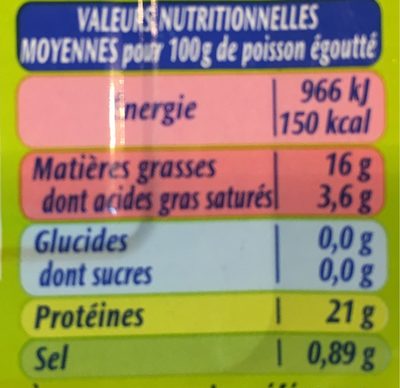 VALEURS NUTRITIONNELLES
MOYENNES pour 100g de poisson égoutté
Énergie 966 kJ
150 kcal
Matières grasses 16 g
dont acides gras saturés 3,6 g
Glucides 0,0 g
dont sucres 0,0 g
Protéines 21 g
Sel 0,89 g